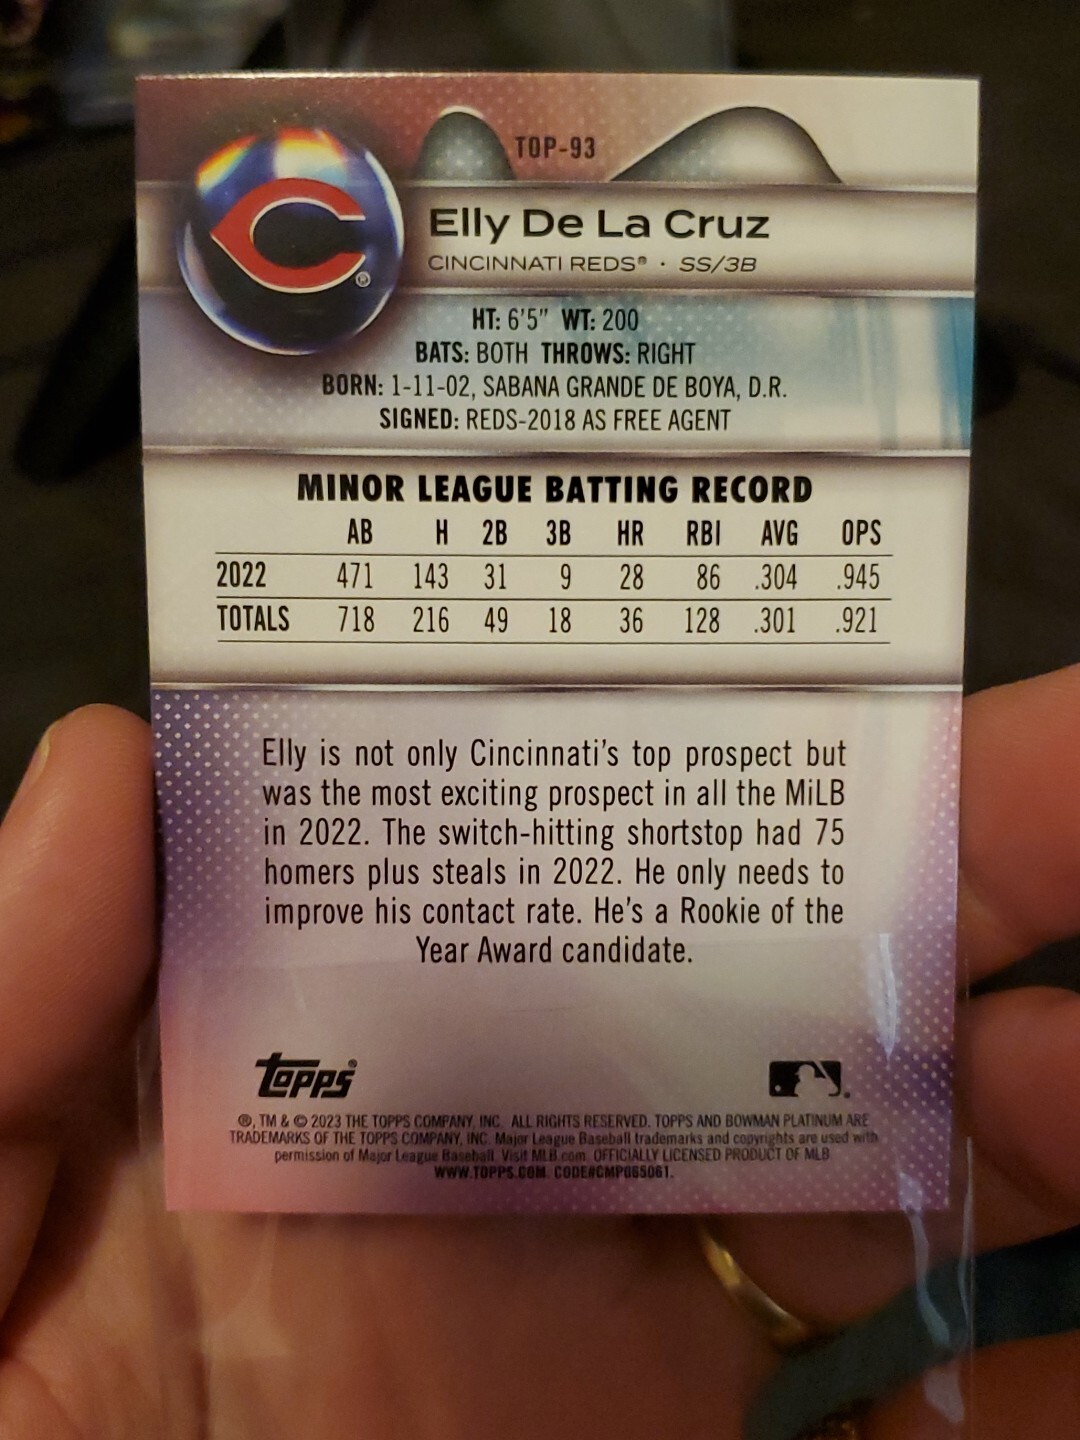 TOP-93
C®
Elly De La Cruz
CINCINNATI REDS® · SS/3B
HT: 6'5" WT: 200
BATS: BOTH THROWS: RIGHT
BORN: 1-11-02, SABANA GRANDE DE BOYA, D.R.
SIGNED: REDS-2018 AS FREE AGENT
MINOR LEAGUE BATTING RECORD
AB H 2B 3B HR RBI AVG OPS
2022 471 143 31 9 28 86 .304 .945
TOTALS 718 216 49 18 36 128 .301 .921
Elly is not only Cincinnati's top prospect but
was the most exciting prospect in all the MiLB
in 2022. The switch-hitting shortstop had 75
homers plus steals in 2022. He only needs to
improve his contact rate. He's a Rookie of the
Year Award candidate.
topps®
®, TM & © 2023 THE TOPPS COMPANY, INC. ALL RIGHTS RESERVED. TOPPS AND BOWMAN PLATINUM ARE
TRADEMARKS OF THE TOPPS COMPANY, INC. Major League Baseball trademarks and copyrights are used with
permission of Major League Baseball. Visit MLB.com. OFFICIALLY LICENSED PRODUCT OF MLB
WWW.TOPPS.COM. CODE#CMP065061.